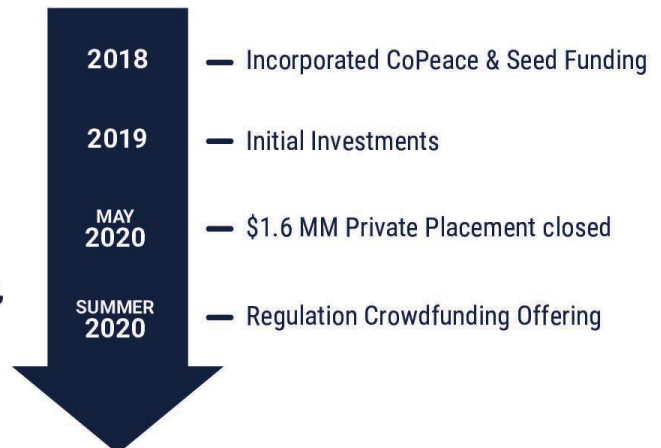 2018
Incorporated CoPeace & Seed Funding
2019
Initial Investments
MAY
2020
$1.6 MM Private Placement closed
SUMMER
2020
Regulation Crowdfunding Offering